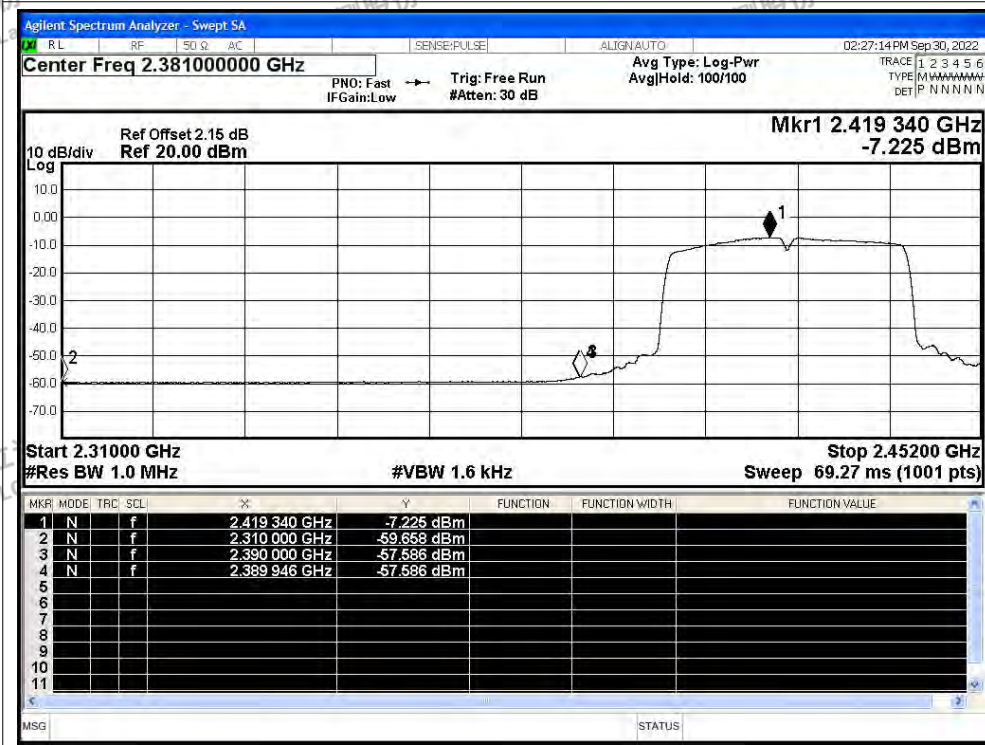 Agilent Spectrum Analyzer - Swept SA
LXI RL RF 50 Ω AC SENSE:PULSE ALIGN AUTO 02:27:14 PM Sep 30, 2022
Center Freq 2.381000000 GHz
PNO: Fast
IFGain:Low
Trig: Free Run
#Atten: 30 dB
Avg Type: Log-Pwr
Avg|Hold: 100/100
TRACE 1 2 3 4 5 6
TYPE M
DET P N N N N N
Mkr1 2.419 340 GHz
-7.225 dBm
Ref Offset 2.15 dB
10 dB/div Ref 20.00 dBm
Log
10.0
0.00
-10.0
-20.0
-30.0
-40.0
-50.0
-60.0
-70.0
1
2
Start 2.31000 GHz Stop 2.45200 GHz
#Res BW 1.0 MHz #VBW 1.6 kHz Sweep 69.27 ms (1001 pts)
MKR MODE TRC SCL X Y FUNCTION FUNCTION WIDTH FUNCTION VALUE
1 N f 2.419 340 GHz -7.225 dBm
2 N f 2.310 000 GHz -59.658 dBm
3 N f 2.390 000 GHz -57.586 dBm
4 N f 2.389 946 GHz -57.586 dBm
5
6
7
8
9
10
11
MSG STATUS